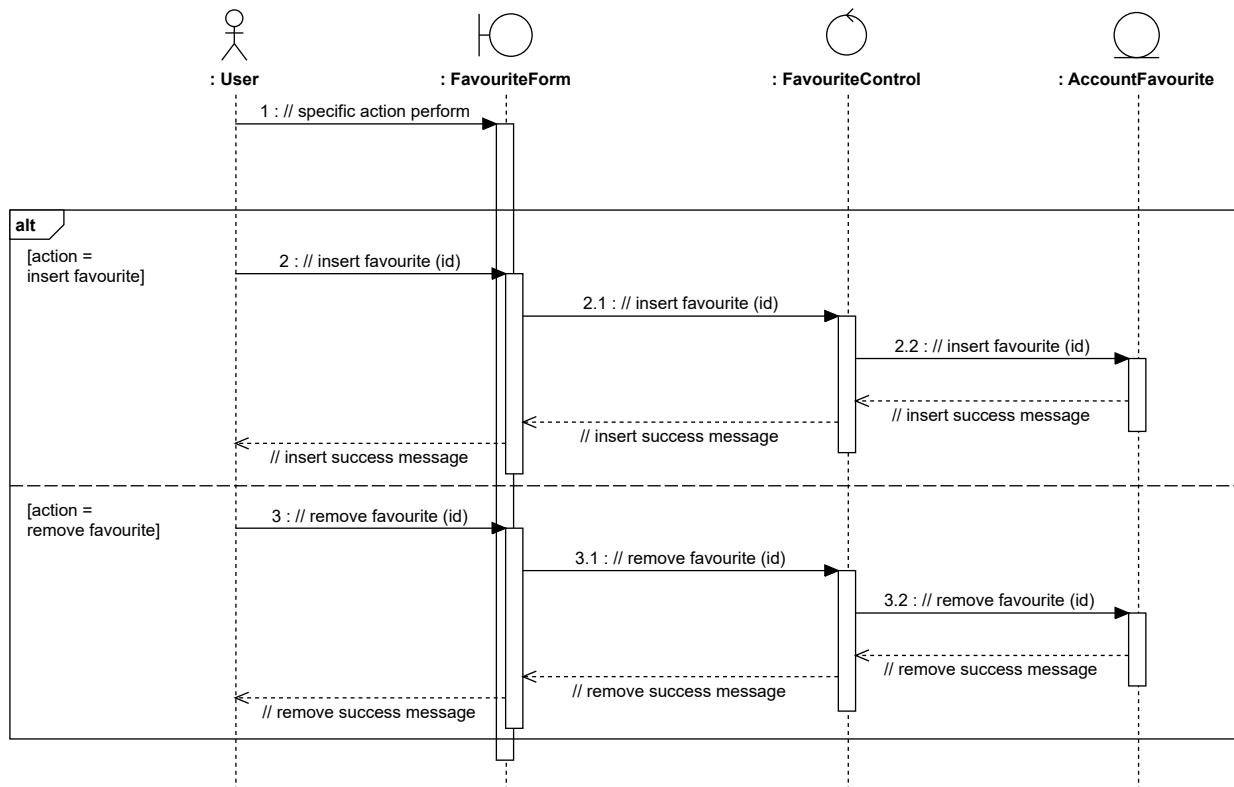 : User
: FavouriteForm
: FavouriteControl
: AccountFavourite
1 : // specific action perform
alt
[action =
insert favourite]
2 : // insert favourite (id)
2.1 : // insert favourite (id)
2.2 : // insert favourite (id)
// insert success message
// insert success message
// insert success message
[action =
remove favourite]
3 : // remove favourite (id)
3.1 : // remove favourite (id)
3.2 : // remove favourite (id)
// remove success message
// remove success message
// remove success message